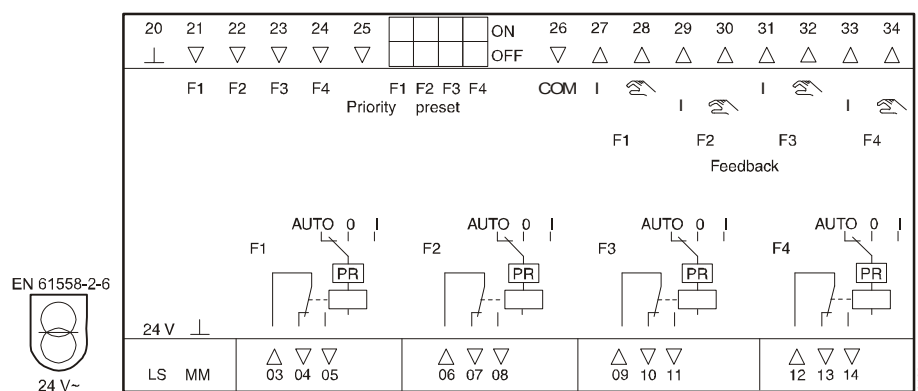 20 21 22 23 24 25 ON 26 27 28 29 30 31 32 33 34
OFF
F1 F2 F3 F4 F1 F2 F3 F4 COM I I
Priority preset I I
F1 F2 F3 F4
Feedback
AUTO 0 I AUTO 0 I AUTO 0 I AUTO 0 I
F1 F2 F3 F4
PR PR PR PR
EN 61558-2-6
24 V
LS MM 03 04 05 06 07 08 09 10 11 12 13 14
24 V~